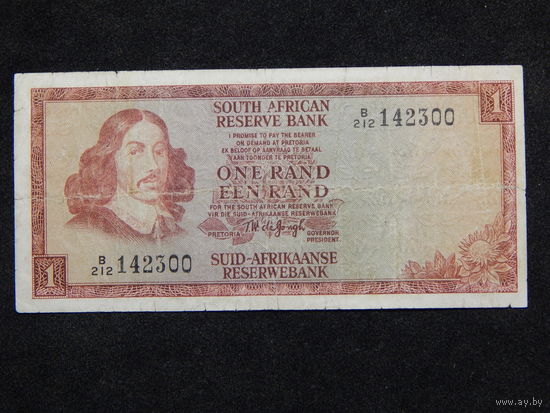 SOUTH AFRICAN
RESERVE BANK
B/212 142300
1
I PROMISE TO PAY THE BEARER
ON DEMAND AT PRETORIA
EK BELOOF OP AANVRAAG TE BETAAL
AAN TOONDER TE PRETORIA
ONE RAND
EEN RAND
FOR THE SOUTH AFRICAN RESERVE BANK
VIR DIE SUID-AFRIKAANSE RESERWEBANK
PRETORIA T.W. de Jongh GOVERNOR
PRESIDENT.
B/212 142300
SUID-AFRIKAANSE
RESERWEBANK
1
www.ay.by